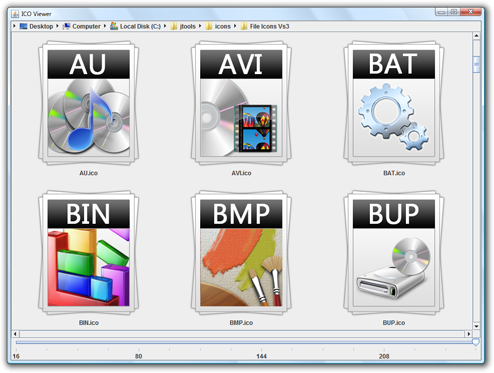 ICO Viewer
Desktop Computer Local Disk (C:) jtools icons File Icons Vs3
AU AVI BAT
AU.ico AVI.ico BAT.ico
BIN BMP BUP
BIN.ico BMP.ico BUP.ico
16 80 144 208